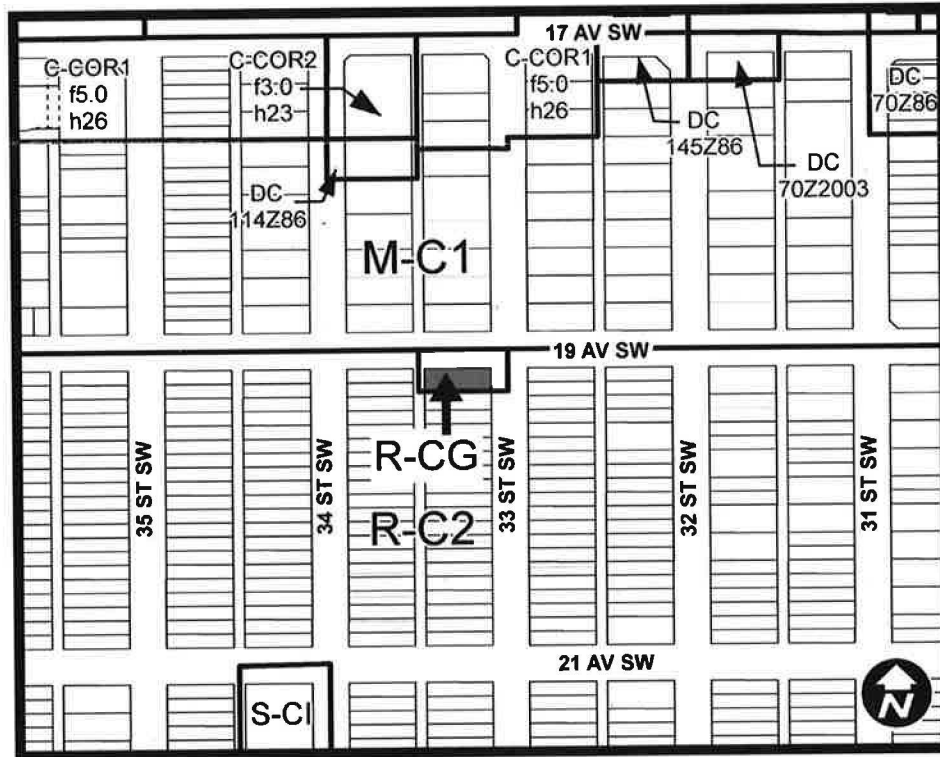 17 AV SW
C-COR1
f5.0
h26
C-COR2
f3.0
h23
C-COR1
f5.0
h26
DC
70Z86
DC
145Z86
DC
70Z2003
DC
114Z86
M-C1
19 AV SW
R-CG
R-C2
35 ST SW
34 ST SW
33 ST SW
32 ST SW
31 ST SW
21 AV SW
S-CI
N